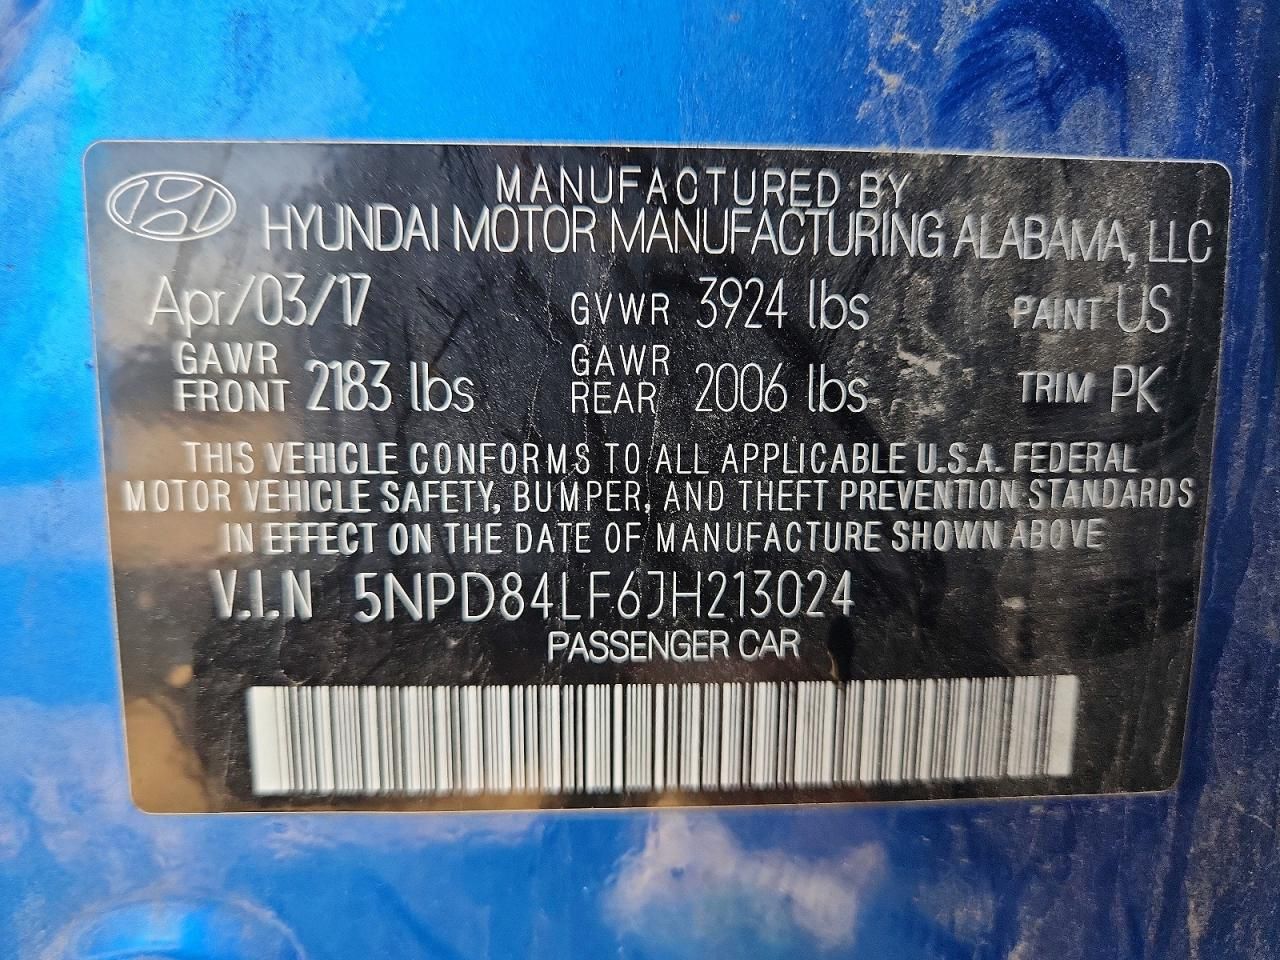 MANUFACTURED BY
HYUNDAI MOTOR MANUFACTURING ALABAMA, LLC
Apr/03/17 GVWR 3924 lbs PAINT US
GAWR FRONT 2183 lbs GAWR REAR 2006 lbs TRIM PK
THIS VEHICLE CONFORMS TO ALL APPLICABLE U.S.A. FEDERAL
MOTOR VEHICLE SAFETY, BUMPER, AND THEFT PREVENTION STANDARDS
IN EFFECT ON THE DATE OF MANUFACTURE SHOWN ABOVE
V.I.N 5NPD84LF6JH213024
PASSENGER CAR